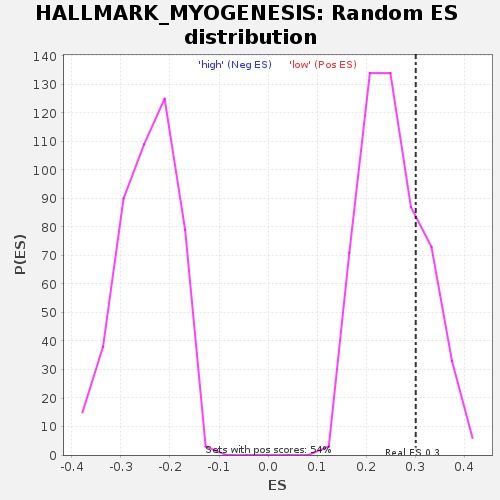 HALLMARK_MYOGENESIS: Random ES
distribution
'high' (Neg ES) 'low' (Pos ES)
140
130
120
110
100
90
80
70
60
50
40
30
20
10
0
P(ES)
Sets with pos scores: 54%
Real ES 0.3
-0.4 -0.3 -0.2 -0.1 0.0 0.1 0.2 0.3 0.4
ES